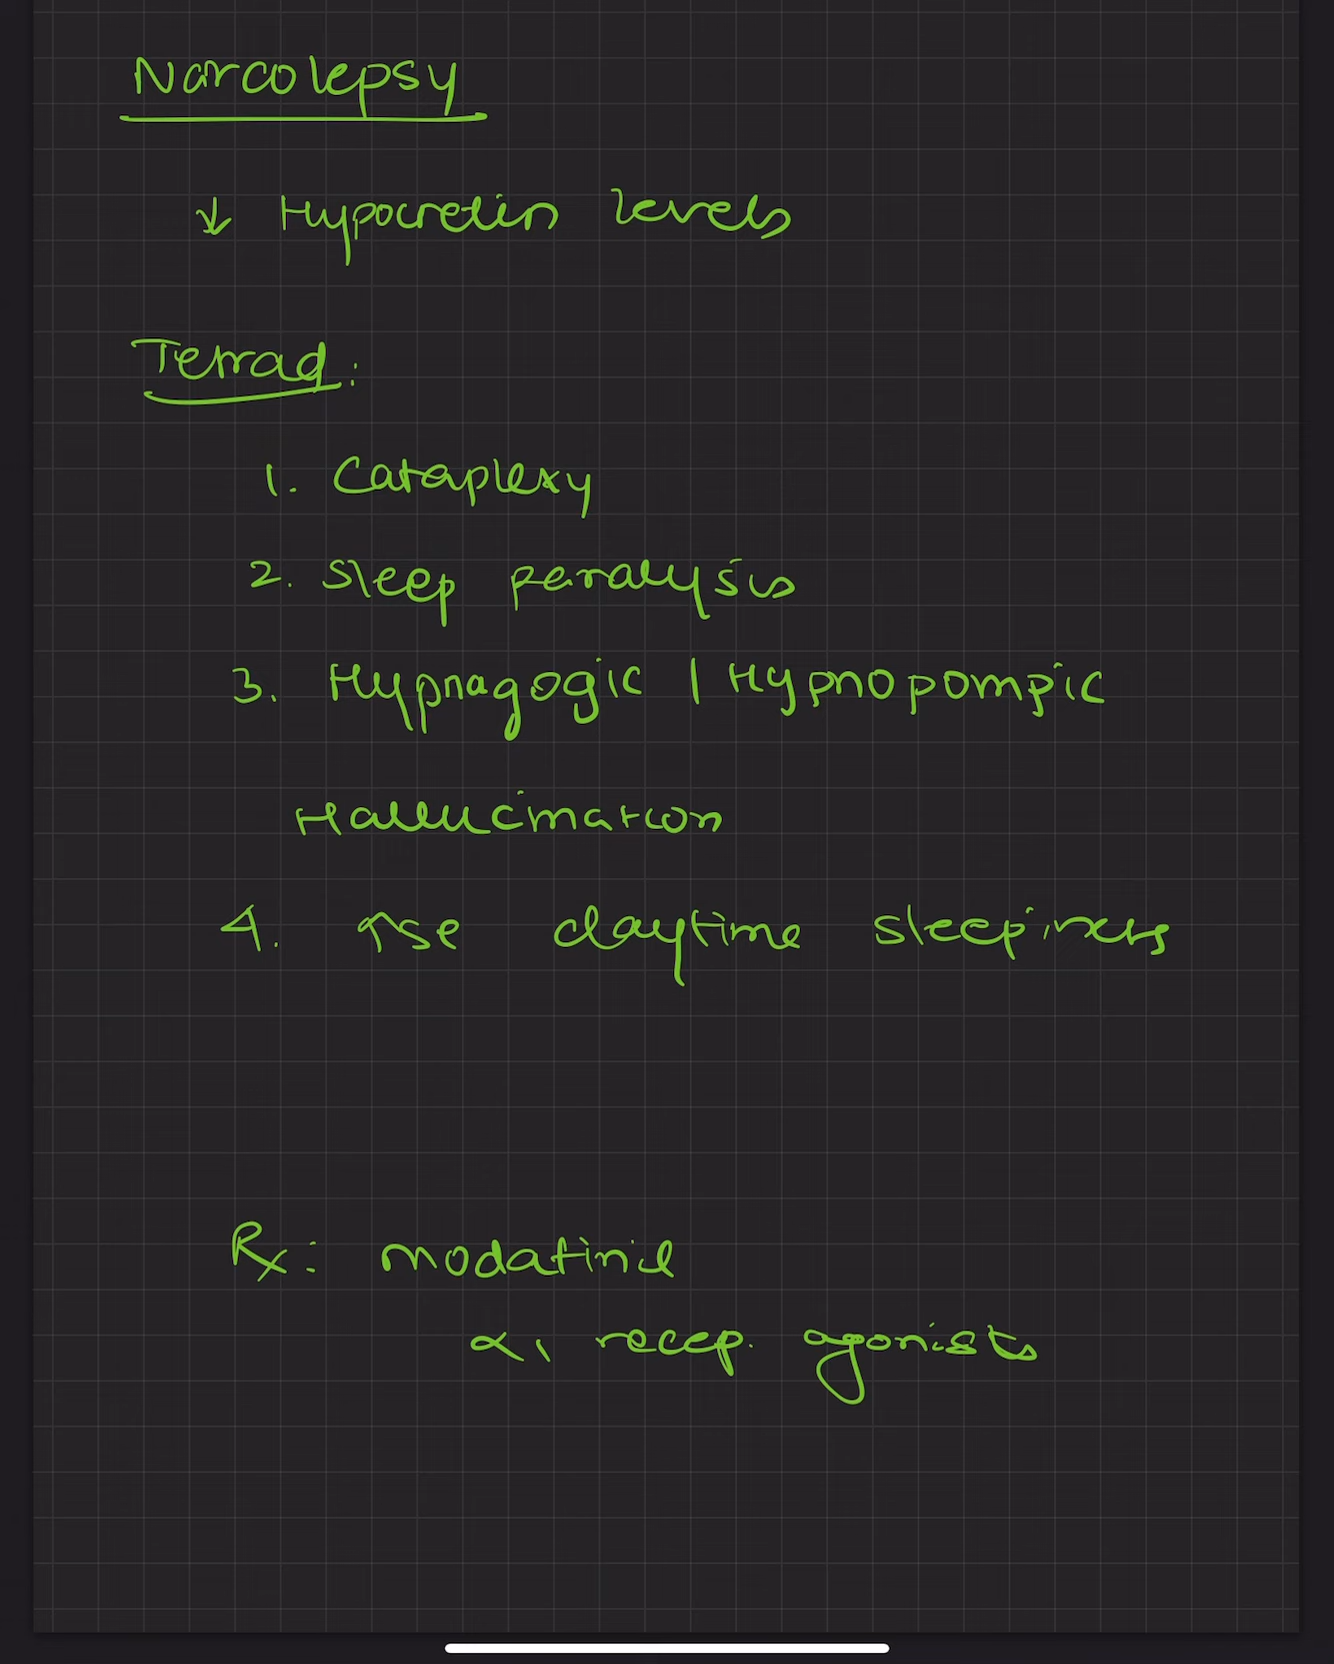 Narcolepsy
↓ Hypocretin levels
Tetrad:
1. Cataplexy
2. Sleep paralysis
3. Hypnagogic | Hypnopompic
Hallucination
4. ↑se daytime sleepiness
Rx: modafinil
α1 recep. agonists